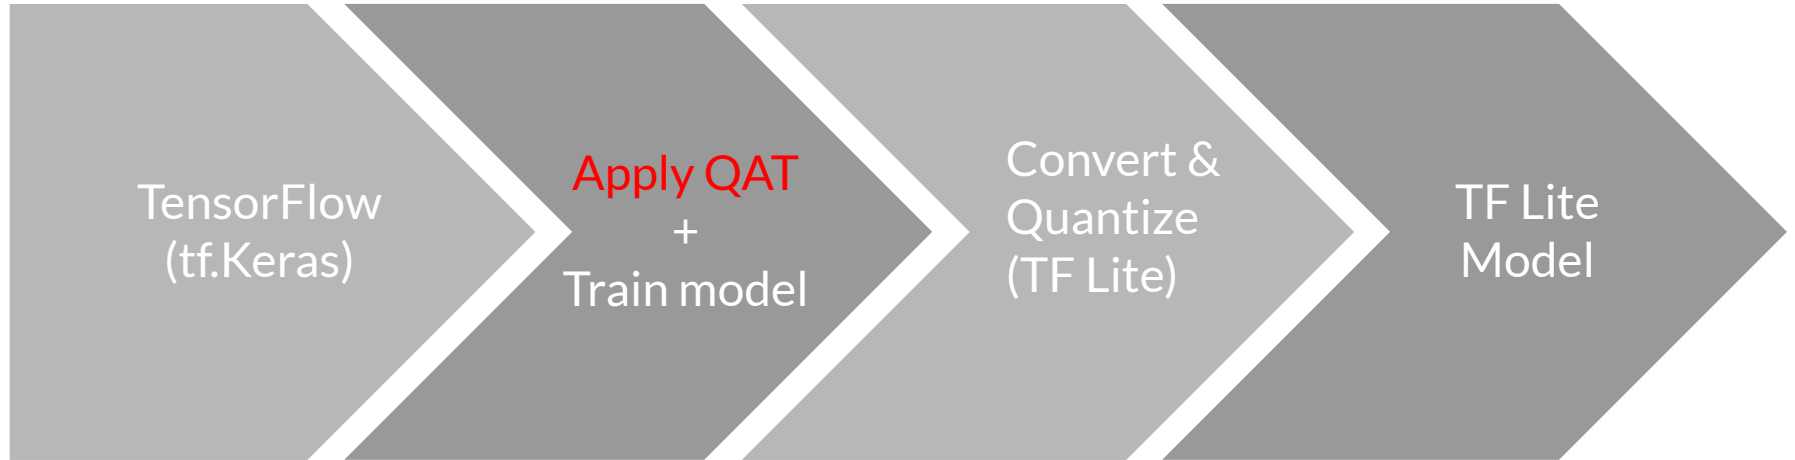 TensorFlow
(tf.Keras)
Apply QAT
+
Train model
Convert &
Quantize
(TF Lite)
TF Lite
Model